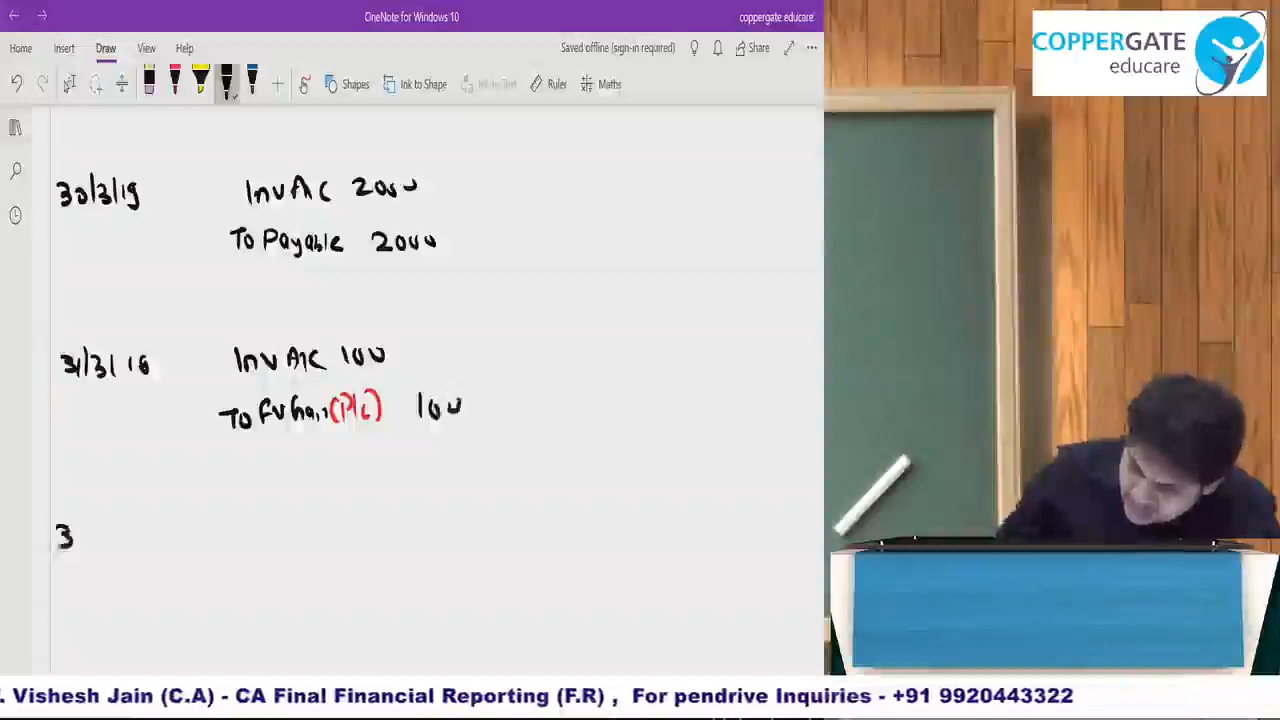 OneNote for Windows 10
coppergate educare
Home Insert Draw View Help
Saved offline (sign-in required)
Share
Shapes
Ink to Shape
Ink to Text
Ruler
Maths
COPPERGATE
educare
30/3/19 Inv A/C 2000
To Payable 2000
31/3/18 Inv A/C 100
To FV Gain (P/L) 100
3
. Vishesh Jain (C.A) - CA Final Financial Reporting (F.R) , For pendrive Inquiries - +91 9920443322